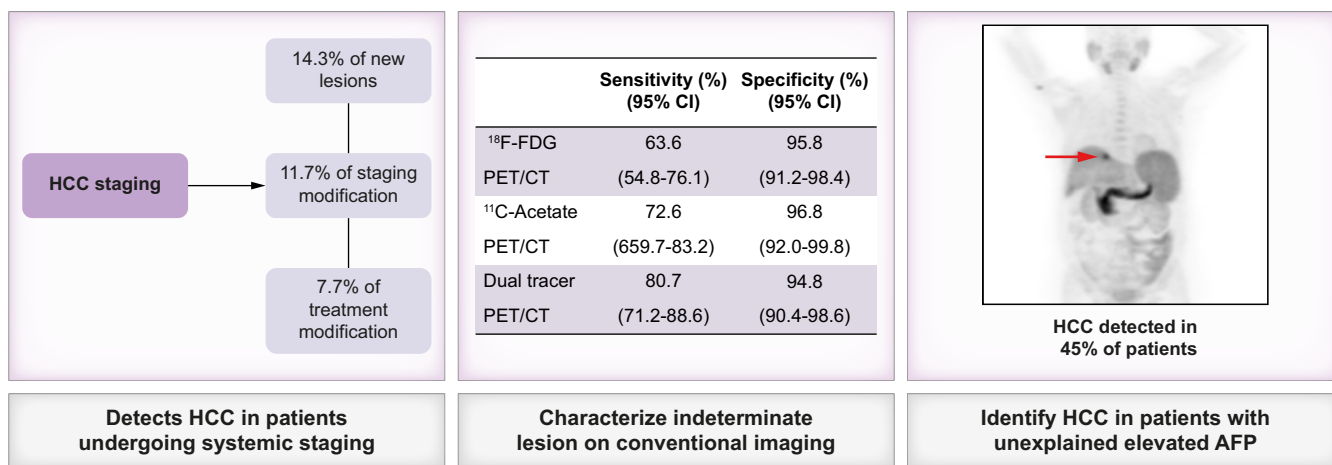 14.3% of new
lesions
HCC staging
11.7% of staging
modification
7.7% of
treatment
modification
Detects HCC in patients
undergoing systemic staging
Sensitivity (%) Specificity (%)
(95% CI) (95% CI)
¹⁸F-FDG 63.6 95.8
PET/CT (54.8-76.1) (91.2-98.4)
¹¹C-Acetate 72.6 96.8
PET/CT (659.7-83.2) (92.0-99.8)
Dual tracer 80.7 94.8
PET/CT (71.2-88.6) (90.4-98.6)
Characterize indeterminate
lesion on conventional imaging
HCC detected in
45% of patients
Identify HCC in patients with
unexplained elevated AFP